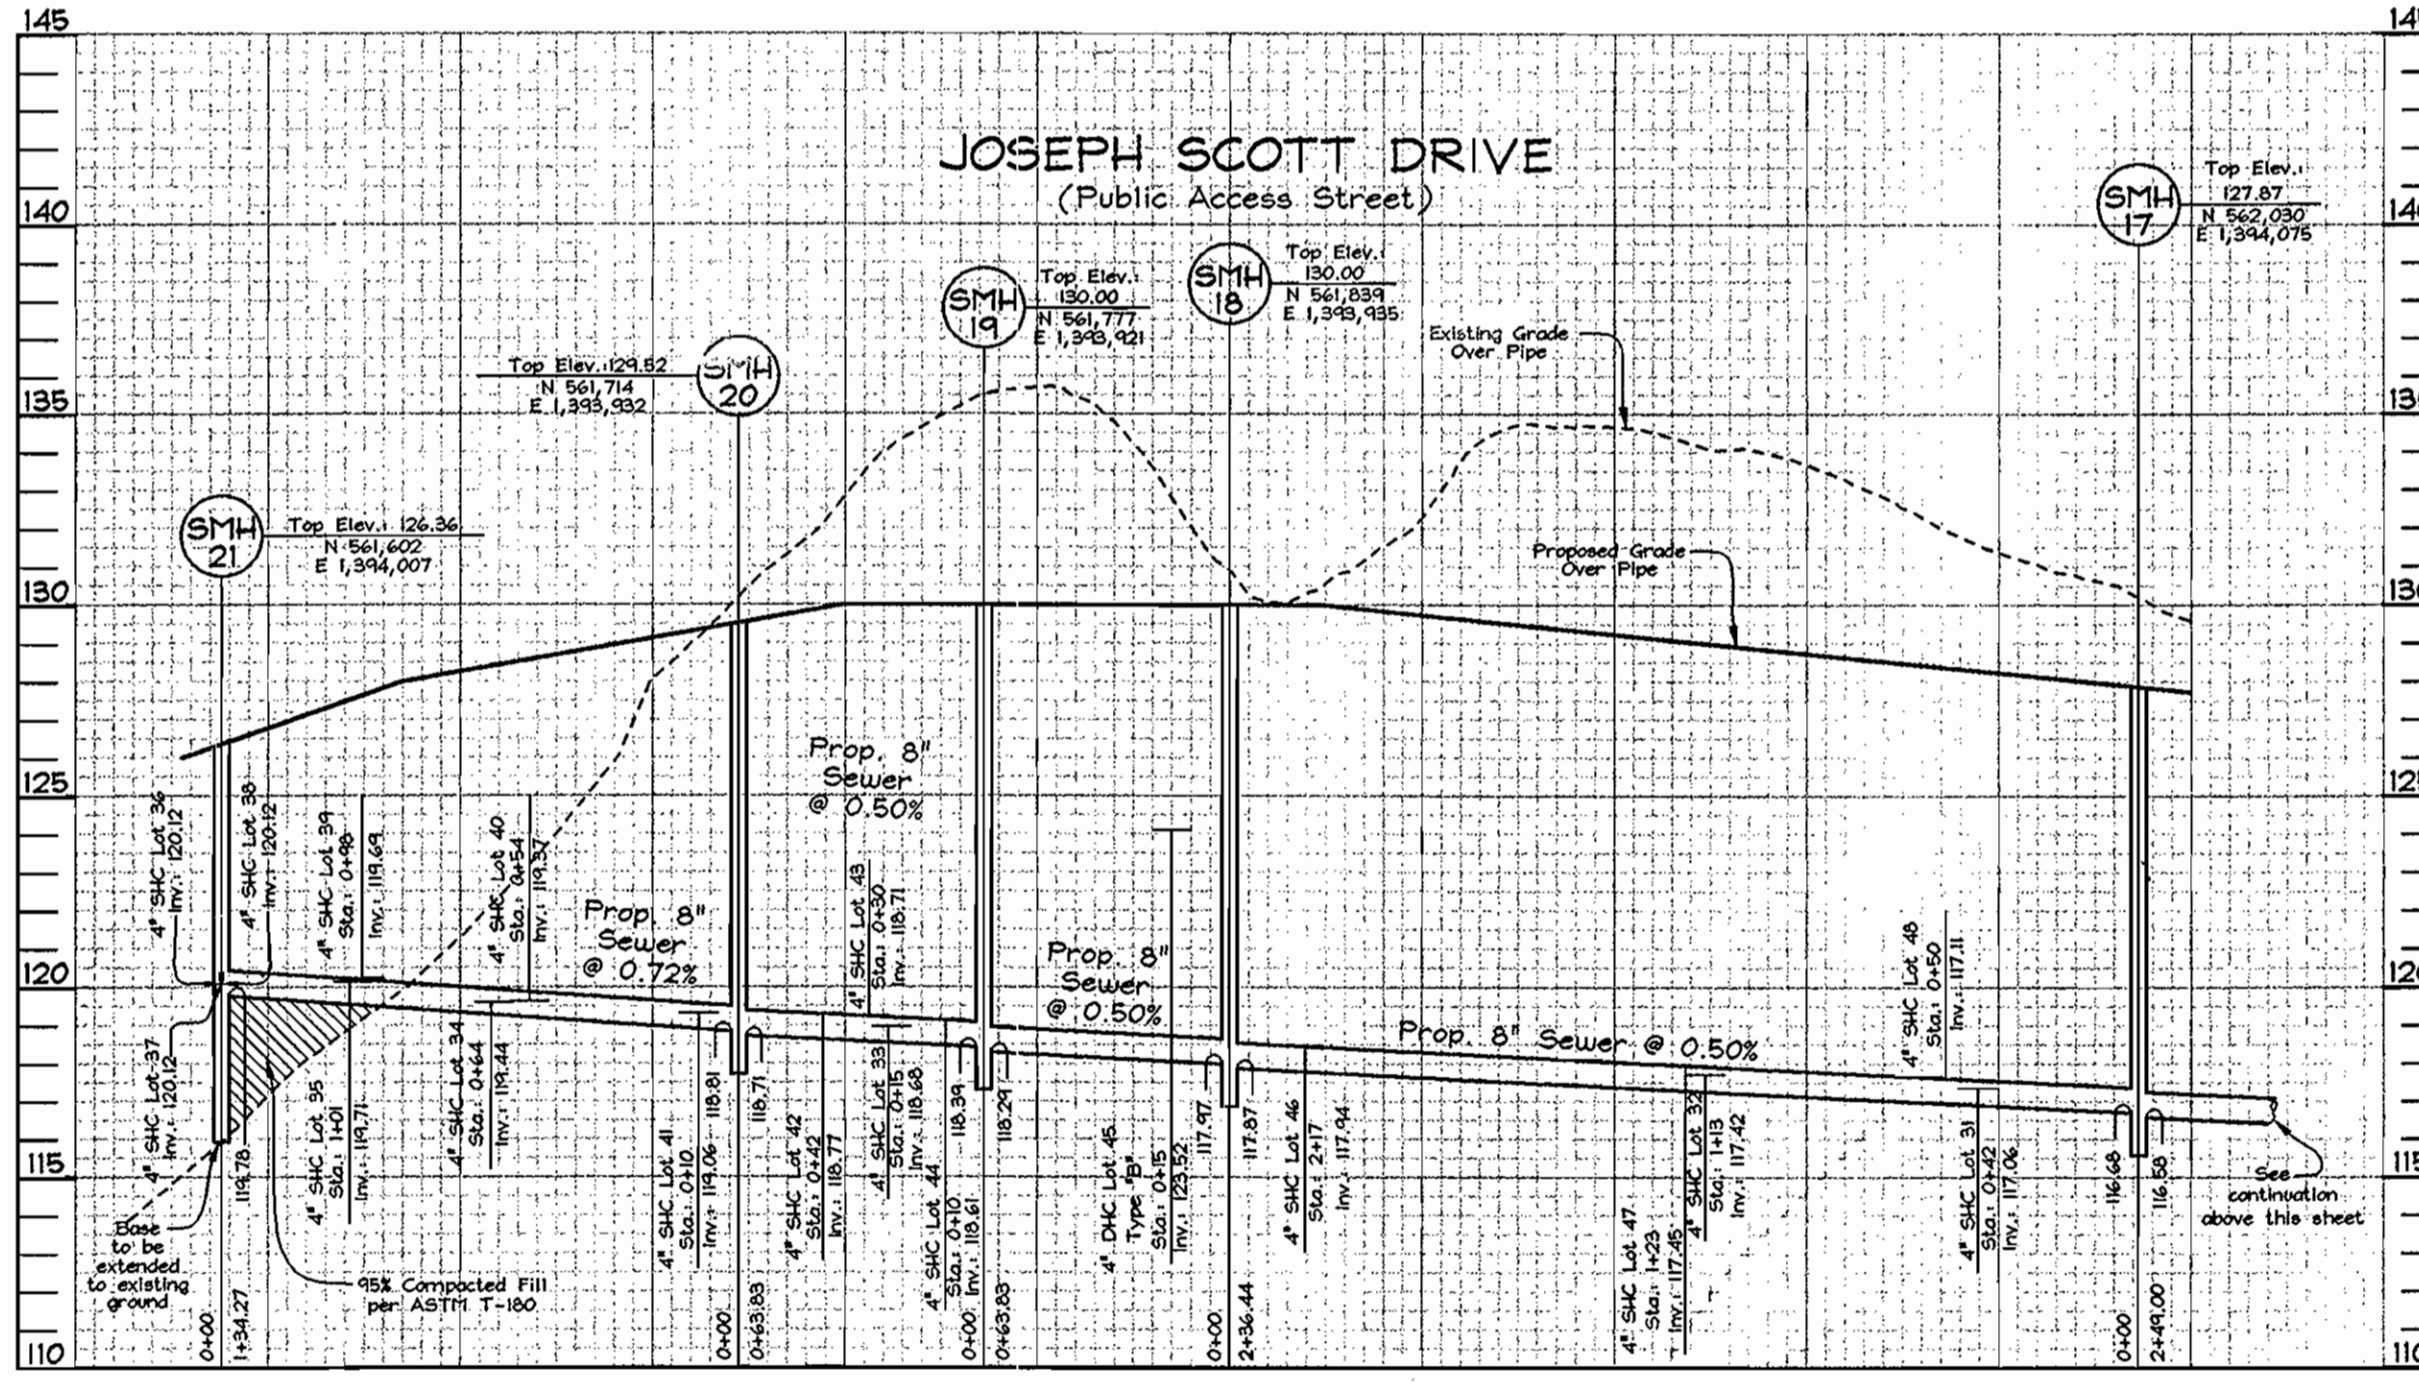 145
140
135
130
125
120
115
110
JOSEPH SCOTT DRIVE
(Public Access Street)
SMH
21
Top Elev.: 126.36
N 561,602
E 1,394,007
Top Elev.: 129.52
N 561,714
E 1,393,932
SMH
20
SMH
19
Top Elev.:
130.00
N 561,777
E 1,393,921
SMH
18
Top Elev.:
130.00
N 561,839
E 1,393,935
SMH
17
Top Elev.:
127.87
N 562,030
E 1,394,075
Existing Grade
Over Pipe
Proposed Grade
Over Pipe
Prop. 8"
Sewer
@ 0.72%
Prop. 8"
Sewer
@ 0.50%
Prop. 8"
Sewer
@ 0.50%
Prop. 8" Sewer @ 0.50%
4" SHC Lot 36
Inv.: 120.12
4" SHC Lot 38
Inv.: 120.12
4" SHC Lot 39
Sta.: 0+98
Inv.: 119.69
4" SHC Lot 40
Sta.: 0+54
Inv.: 119.37
4" SHC Lot 43
Sta.: 0+30
Inv.: 118.71
4" SHC Lot 48
Sta.: 0+50
Inv.: 117.11
4" SHC Lot 37
Inv.: 120.12
119.78
4" SHC Lot 35
Sta.: 1+01
Inv.: 119.71
4" SHC Lot 34
Sta.: 0+64
Inv.: 119.44
4" SHC Lot 41
Sta.: 0+10
Inv.: 119.06
118.81
118.71
4" SHC Lot 42
Sta.: 0+42
Inv.: 118.77
4" SHC Lot 33
Sta.: 0+15
Inv.: 118.68
4" SHC Lot 44
Sta.: 0+10
Inv.: 118.61
118.39
118.29
4" DHC Lot 45
Type "B"
Sta.: 0+15
Inv.: 123.52
117.97
117.87
4" SHC Lot 46
Sta.: 2+17
Inv.: 117.94
4" SHC Lot 47
Sta.: 1+23
Inv.: 117.45
4" SHC Lot 32
Sta.: 1+13
Inv.: 117.42
4" SHC Lot 31
Sta.: 0+42
Inv.: 117.06
116.68
116.58
See
continuation
above this sheet
Base
to be
extended
to existing
ground
95% Compacted Fill
per ASTM T-180
0+00
1+34.27
0+00
0+63.83
0+00
0+63.83
0+00
2+36.44
0+00
2+49.00